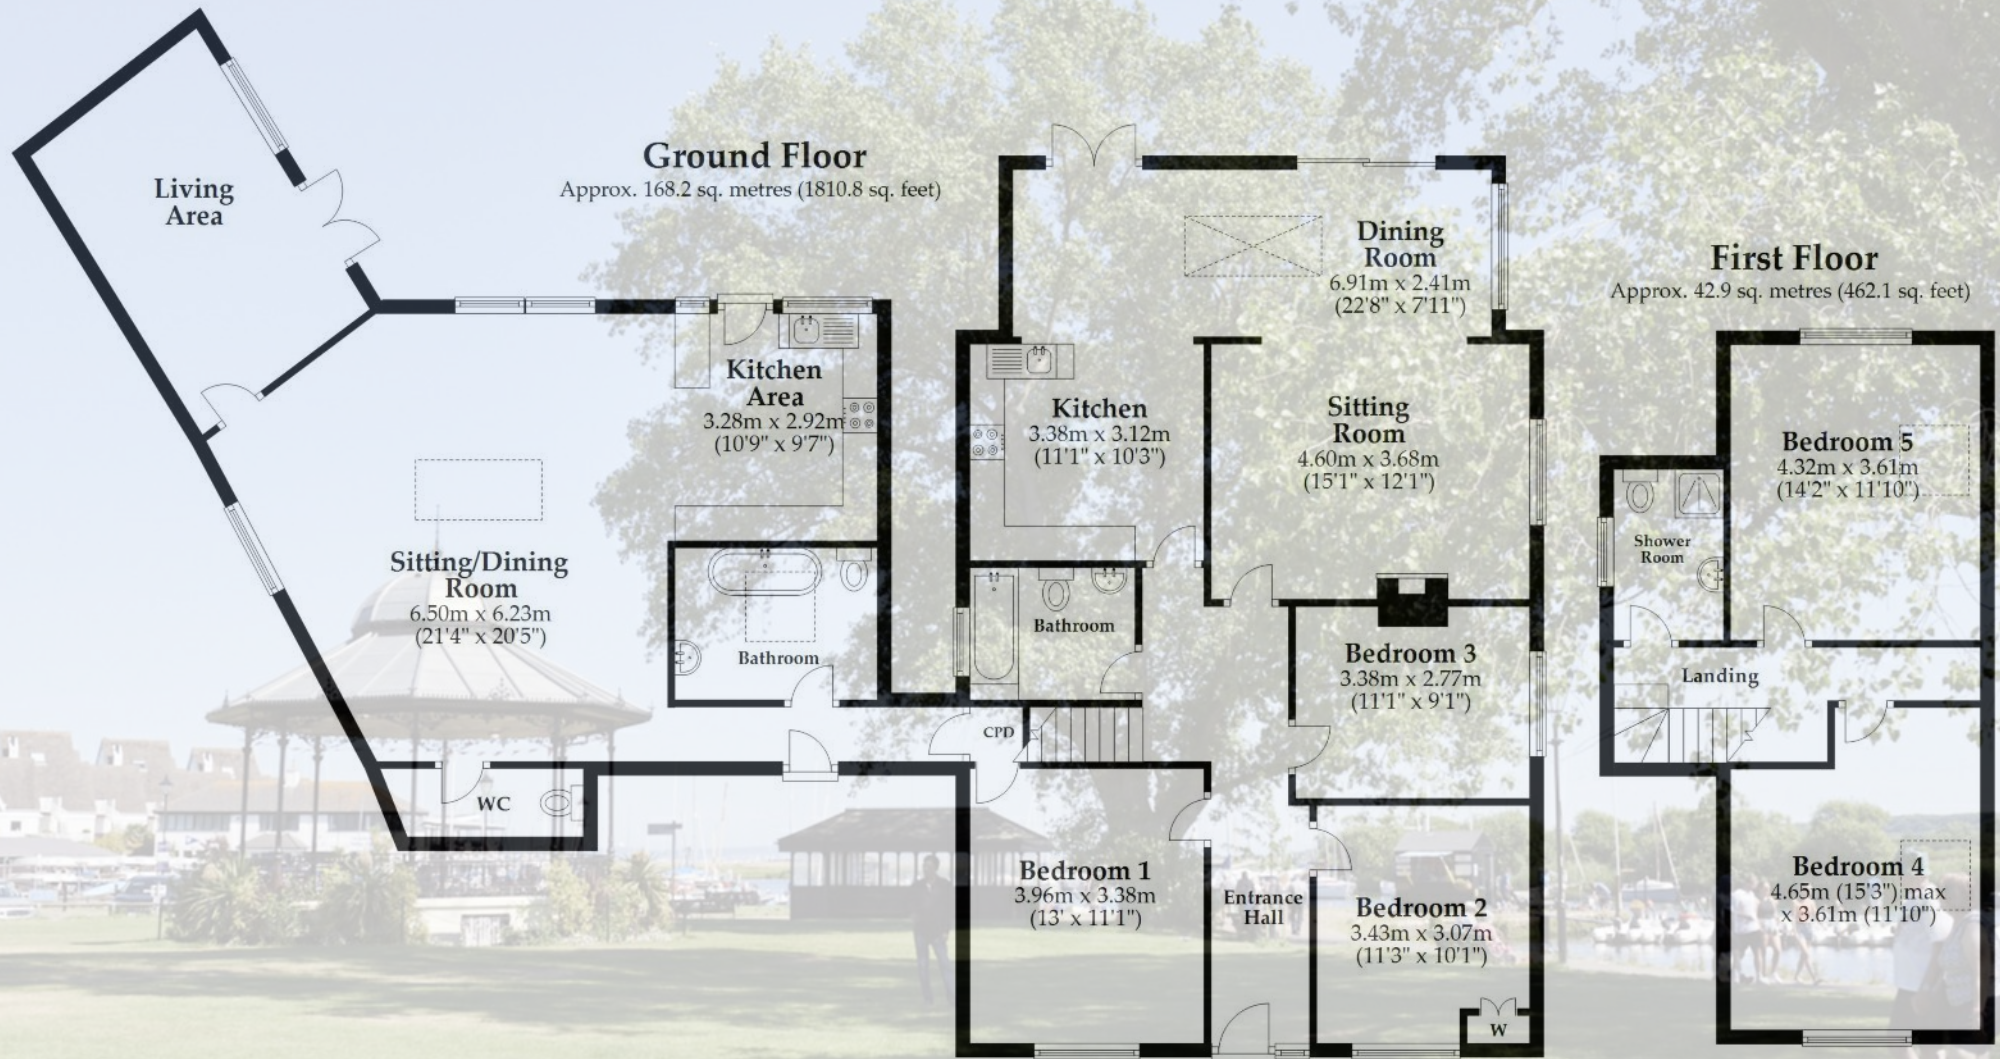 Ground Floor
Approx. 168.2 sq. metres (1810.8 sq. feet)
Living
Area
Kitchen
Area
3.28m x 2.92m
(10'9" x 9'7")
Sitting/Dining
Room
6.50m x 6.23m
(21'4" x 20'5")
Bathroom
WC
CPD
Dining
Room
6.91m x 2.41m
(22'8" x 7'11")
Kitchen
3.38m x 3.12m
(11'1" x 10'3")
Sitting
Room
4.60m x 3.68m
(15'1" x 12'1")
Bathroom
Bedroom 3
3.38m x 2.77m
(11'1" x 9'1")
Bedroom 1
3.96m x 3.38m
(13' x 11'1")
Entrance
Hall
Bedroom 2
3.43m x 3.07m
(11'3" x 10'1")
W
First Floor
Approx. 42.9 sq. metres (462.1 sq. feet)
Bedroom 5
4.32m x 3.61m
(14'2" x 11'10")
Shower
Room
Landing
Bedroom 4
4.65m (15'3") max
x 3.61m (11'10")